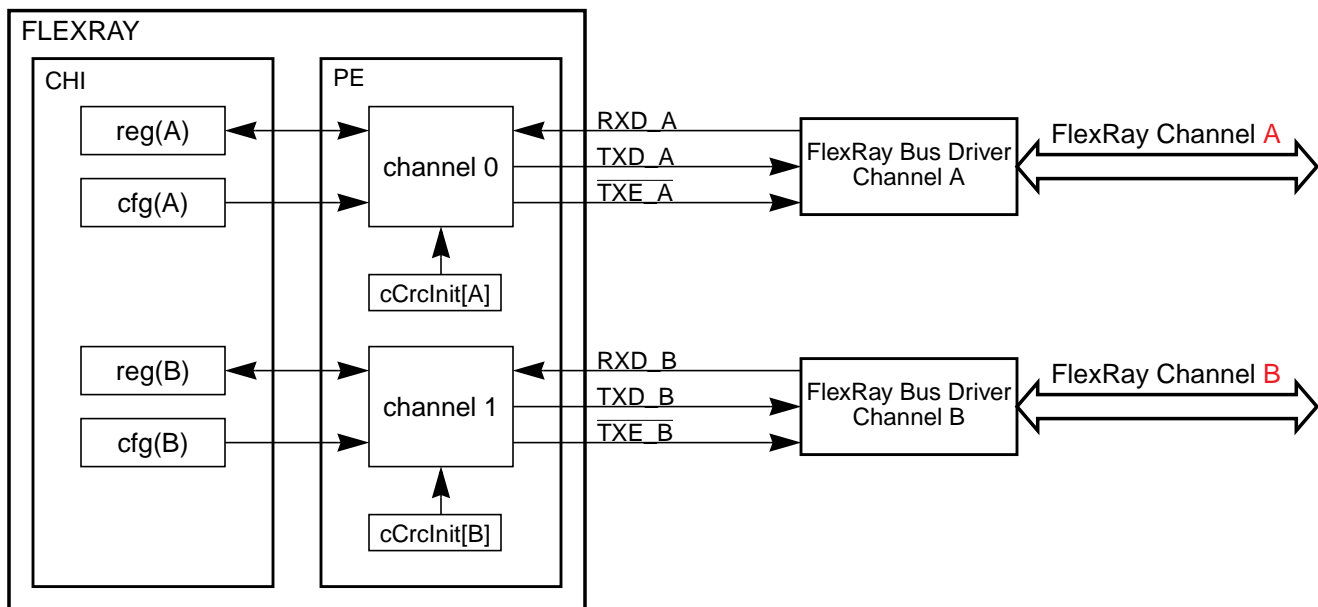 FLEXRAY
CHI
PE
reg(A)
cfg(A)
channel 0
cCrcInit[A]
RXD_A
TXD_A
TXE_A
FlexRay Bus Driver
Channel A
FlexRay Channel A
reg(B)
cfg(B)
channel 1
cCrcInit[B]
RXD_B
TXD_B
TXE_B
FlexRay Bus Driver
Channel B
FlexRay Channel B